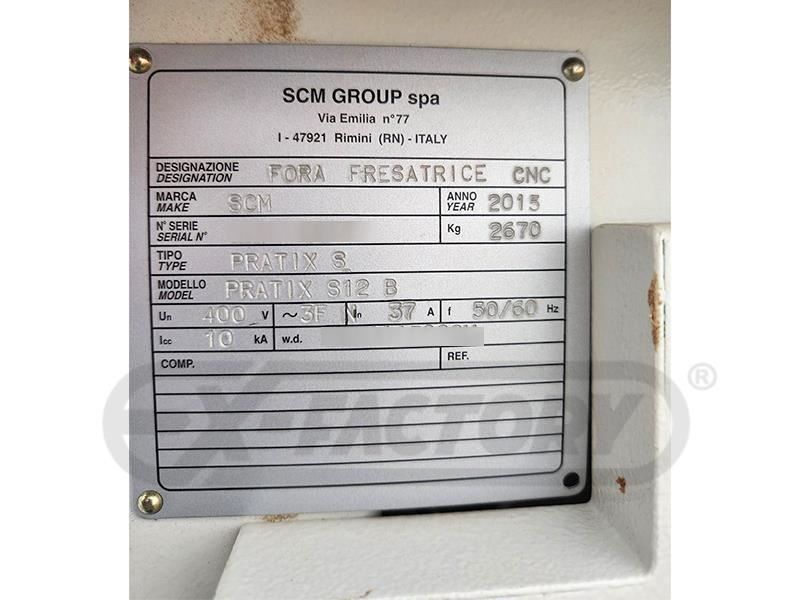 SCM GROUP spa
Via Emilia n°77
I - 47921 Rimini (RN) - ITALY
DESIGNAZIONE FORA FRESATRICE CNC
DESIGNATION
MARCA SCM ANNO 2015
MAKE YEAR
N° SERIE Kg 2670
SERIAL N°
TIPO PRATIX S
TYPE
MODELLO PRATIX S12 B
MODEL
Un 400 V ~3F N In 37 A f 50/60 Hz
Icc 10 kA w.d.
COMP. REF.
eX-FACTORY®